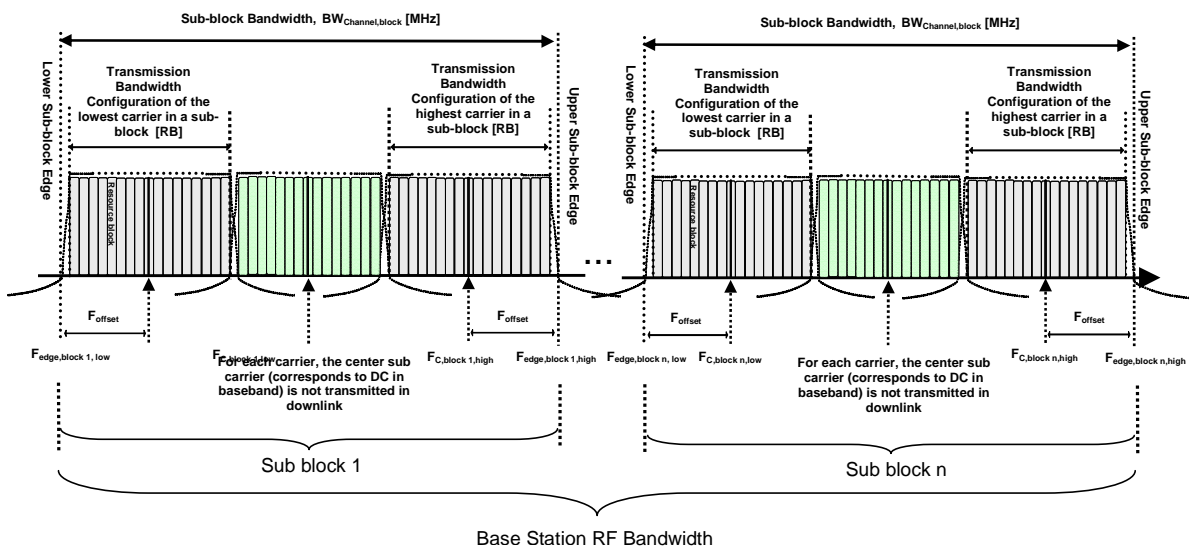 Sub-block Bandwidth, BWChannel,block [MHz]
Sub-block Bandwidth, BWChannel,block [MHz]
Lower Sub-block Edge
Transmission
Bandwidth
Configuration of the
lowest carrier in a sub-
block [RB]
Transmission
Bandwidth
Configuration of the
highest carrier in a
sub-block [RB]
Upper Sub-block Edge
Lower Sub-block Edge
Transmission
Bandwidth
Configuration of the
lowest carrier in a
sub-block [RB]
Transmission
Bandwidth
Configuration of the
highest carrier in a
sub-block [RB]
Upper Sub-block Edge
Resource block
Resource block
...
Foffset
Foffset
Foffset
Foffset
Fedge,block 1, low
FC,block 1,low
FC,block 1,high
Fedge,block 1,high
Fedge,block n, low
FC,block n,low
FC,block n,high
Fedge,block n,high
For each carrier, the center sub
carrier (corresponds to DC in
baseband) is not transmitted in
downlink
For each carrier, the center sub
carrier (corresponds to DC in
baseband) is not transmitted in
downlink
Sub block 1
Sub block n
Base Station RF Bandwidth